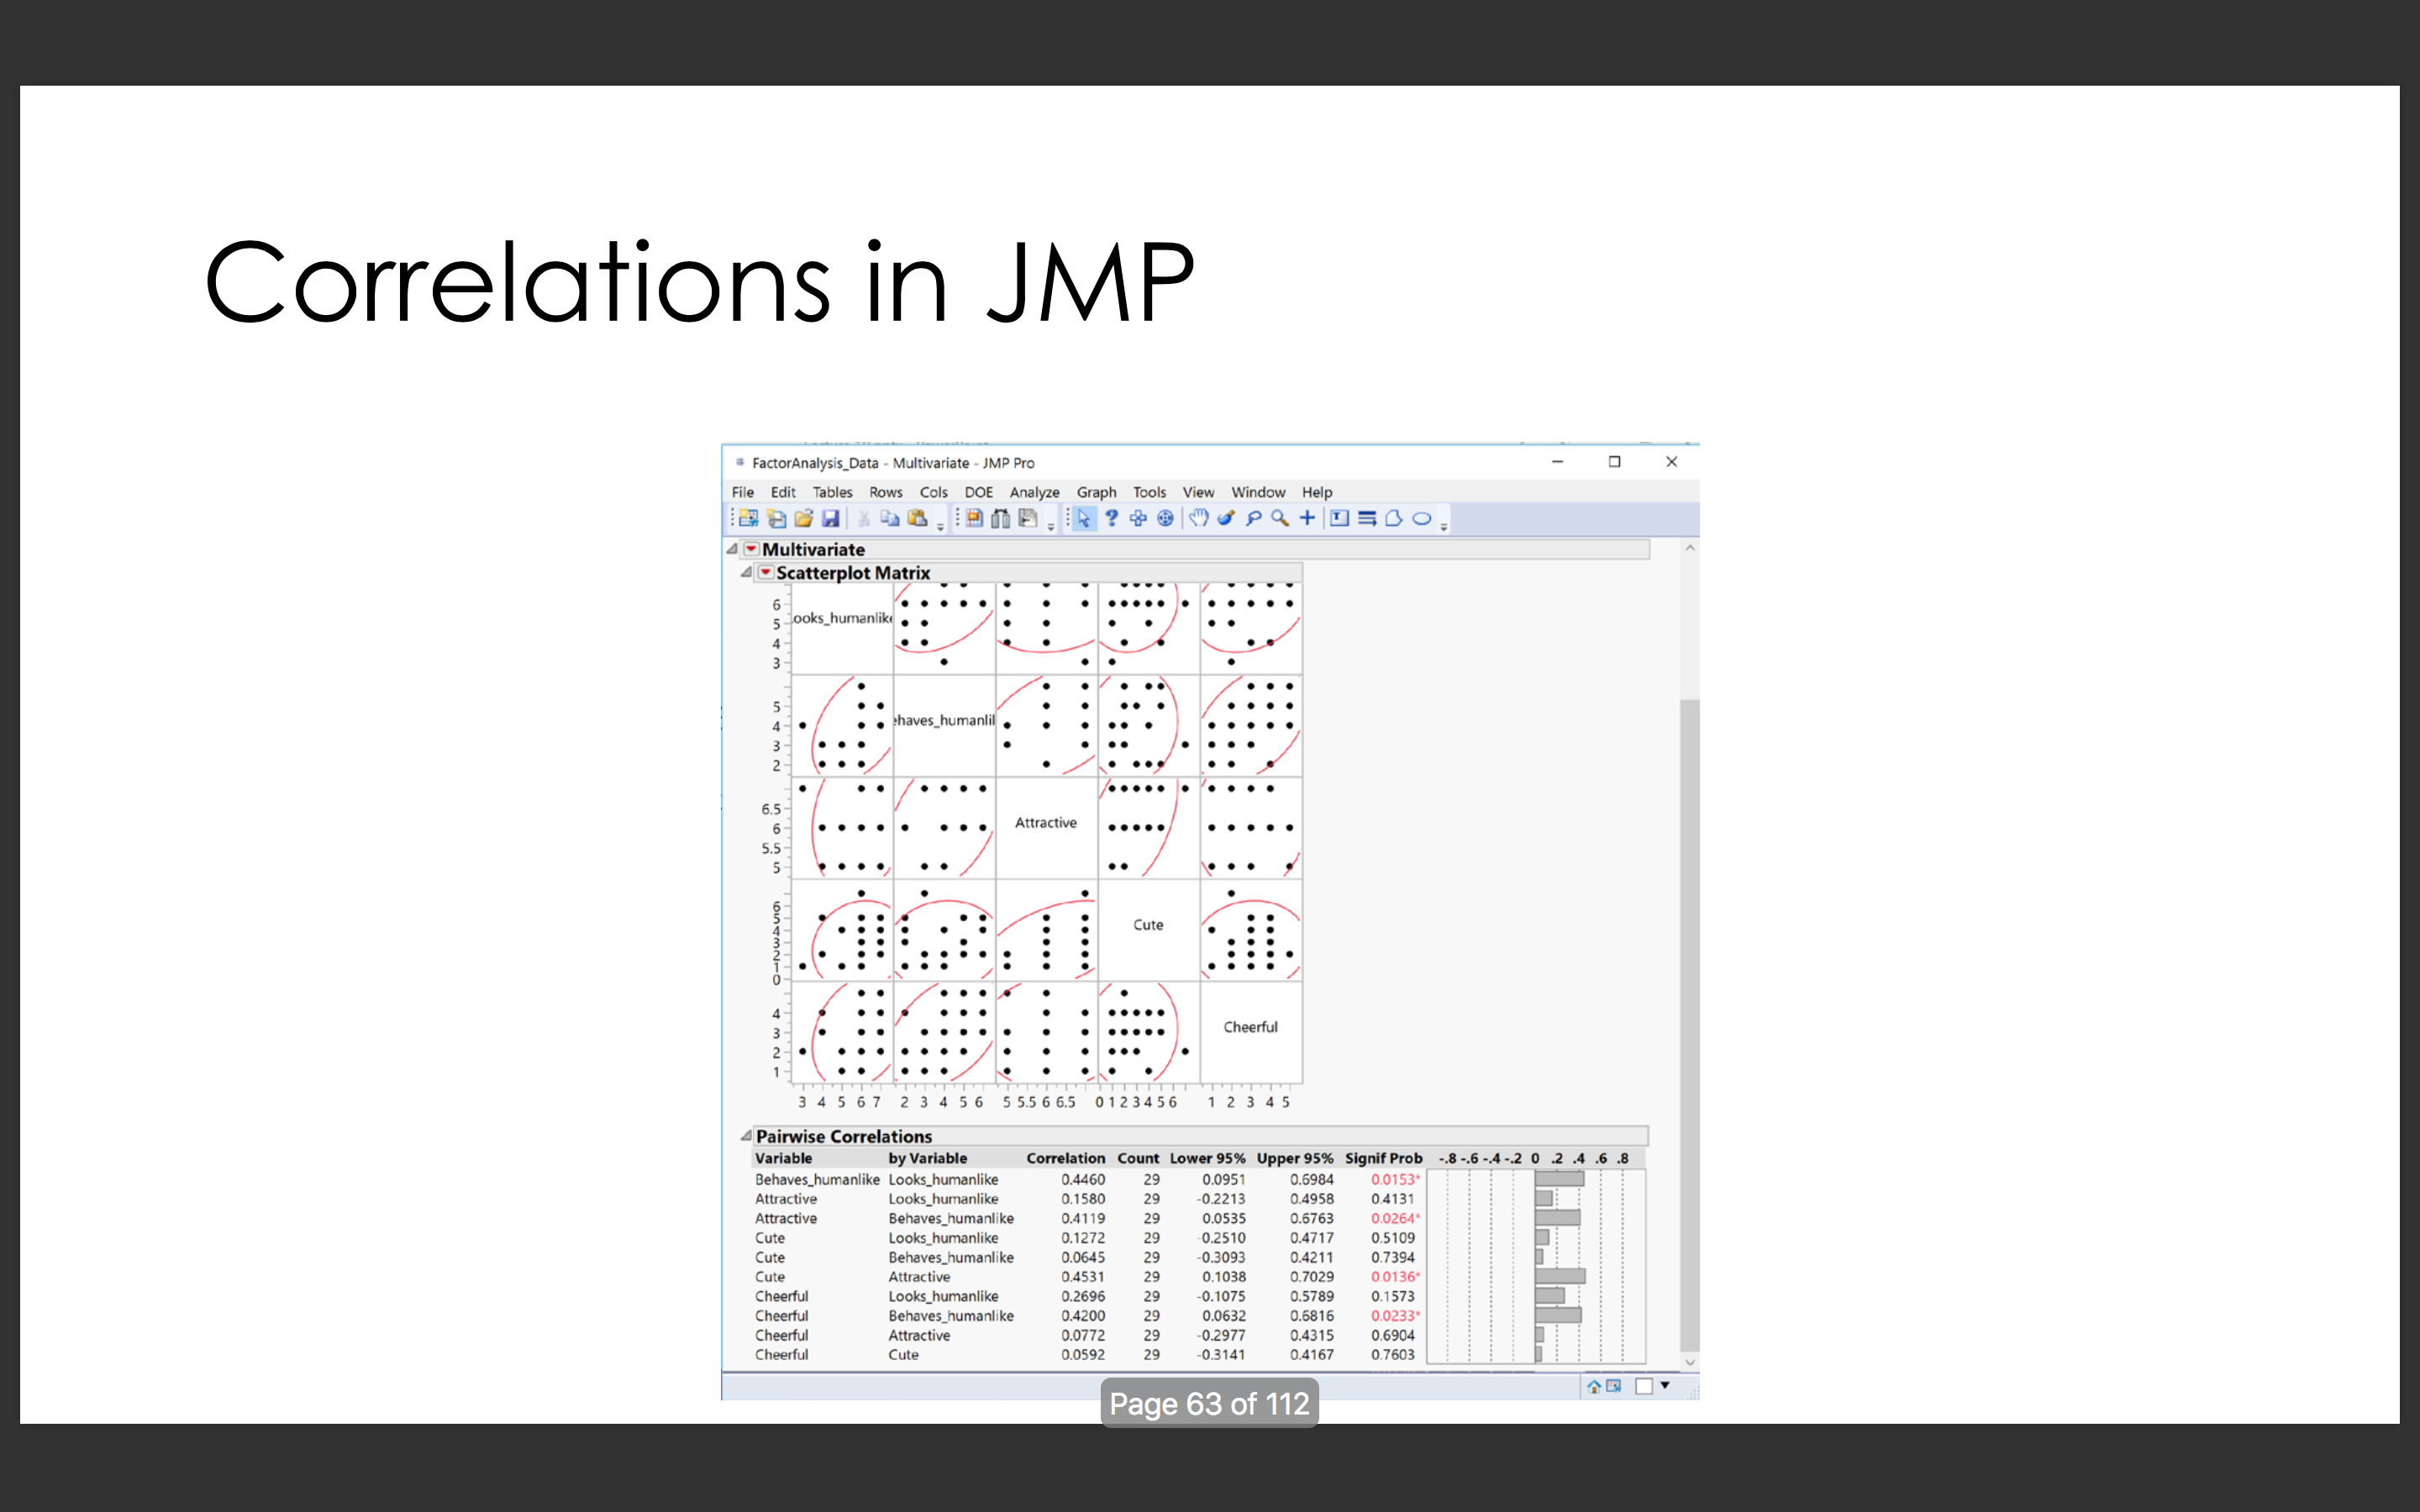 Correlations in JMP
FactorAnalysis_Data - Multivariate - JMP Pro
File Edit Tables Rows Cols DOE Analyze Graph Tools View Window Help
Multivariate
Scatterplot Matrix
6
5
4
3
ooks_humanlike
5
4
3
2
ehaves_humanlil
6.5
6
5.5
5
Attractive
6
5
4
3
2
1
0
Cute
4
3
2
1
Cheerful
3 4 5 6 7 2 3 4 5 6 5 5.5 6 6.5 0 1 2 3 4 5 6 1 2 3 4 5
Pairwise Correlations
Variable by Variable Correlation Count Lower 95% Upper 95% Signif Prob -.8 -.6 -.4 -.2 0 .2 .4 .6 .8
Behaves_humanlike Looks_humanlike 0.4460 29 0.0951 0.6984 0.0153*
Attractive Looks_humanlike 0.1580 29 -0.2213 0.4958 0.4131
Attractive Behaves_humanlike 0.4119 29 0.0535 0.6763 0.0264*
Cute Looks_humanlike 0.1272 29 -0.2510 0.4717 0.5109
Cute Behaves_humanlike 0.0645 29 -0.3093 0.4211 0.7394
Cute Attractive 0.4531 29 0.1038 0.7029 0.0136*
Cheerful Looks_humanlike 0.2696 29 -0.1075 0.5789 0.1573
Cheerful Behaves_humanlike 0.4200 29 0.0632 0.6816 0.0233*
Cheerful Attractive 0.0772 29 -0.2977 0.4315 0.6904
Cheerful Cute 0.0592 29 -0.3141 0.4167 0.7603
Page 63 of 112